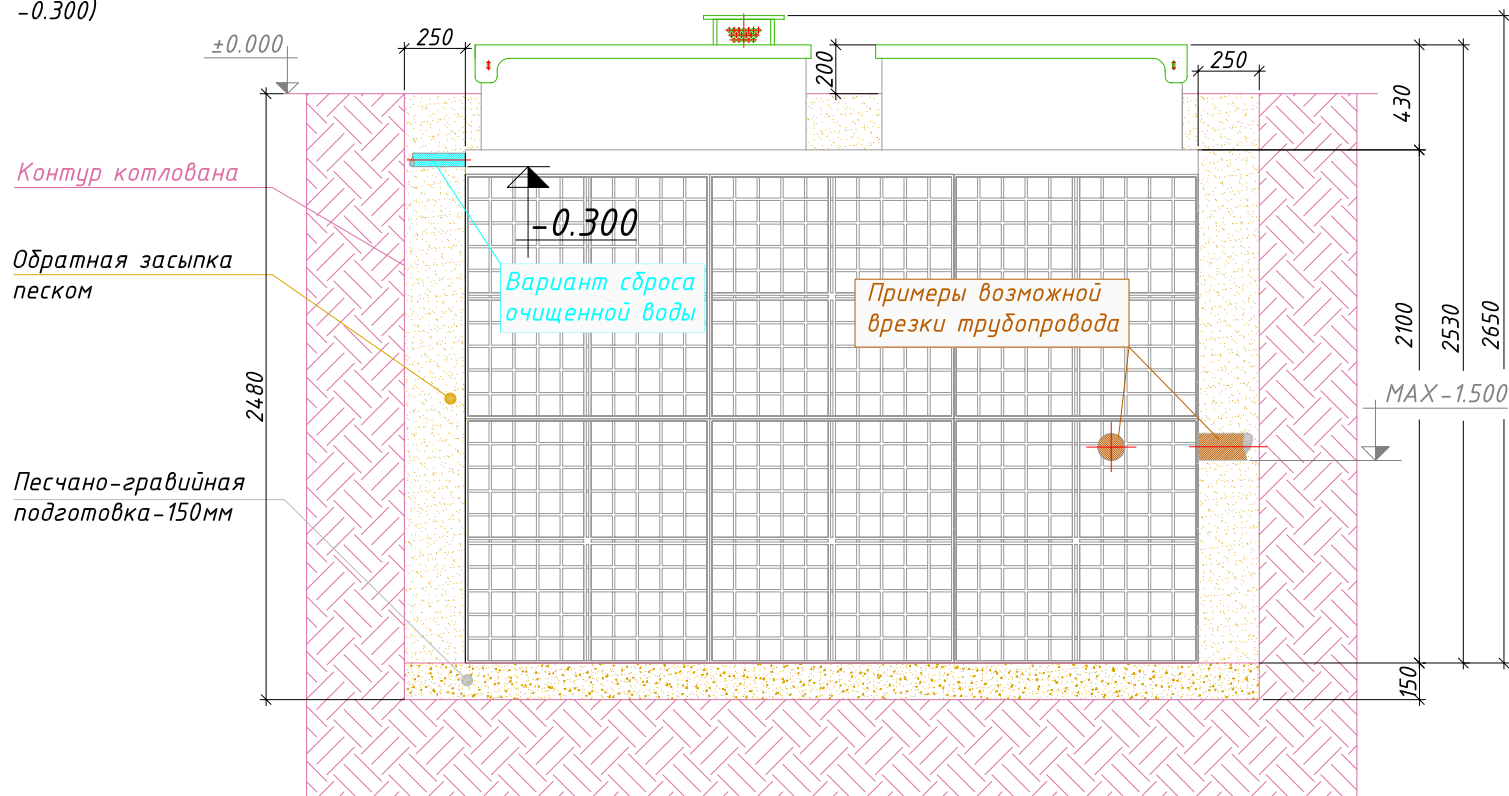 -0.300)
±0.000
250
200
250
430
Контур котлована
-0.300
Обратная засыпка
песком
Вариант сброса
очищенной воды
Примеры возможной
врезки трубопровода
2100
2530
2650
2480
MAX-1.500
Песчано-гравийная
подготовка-150мм
150